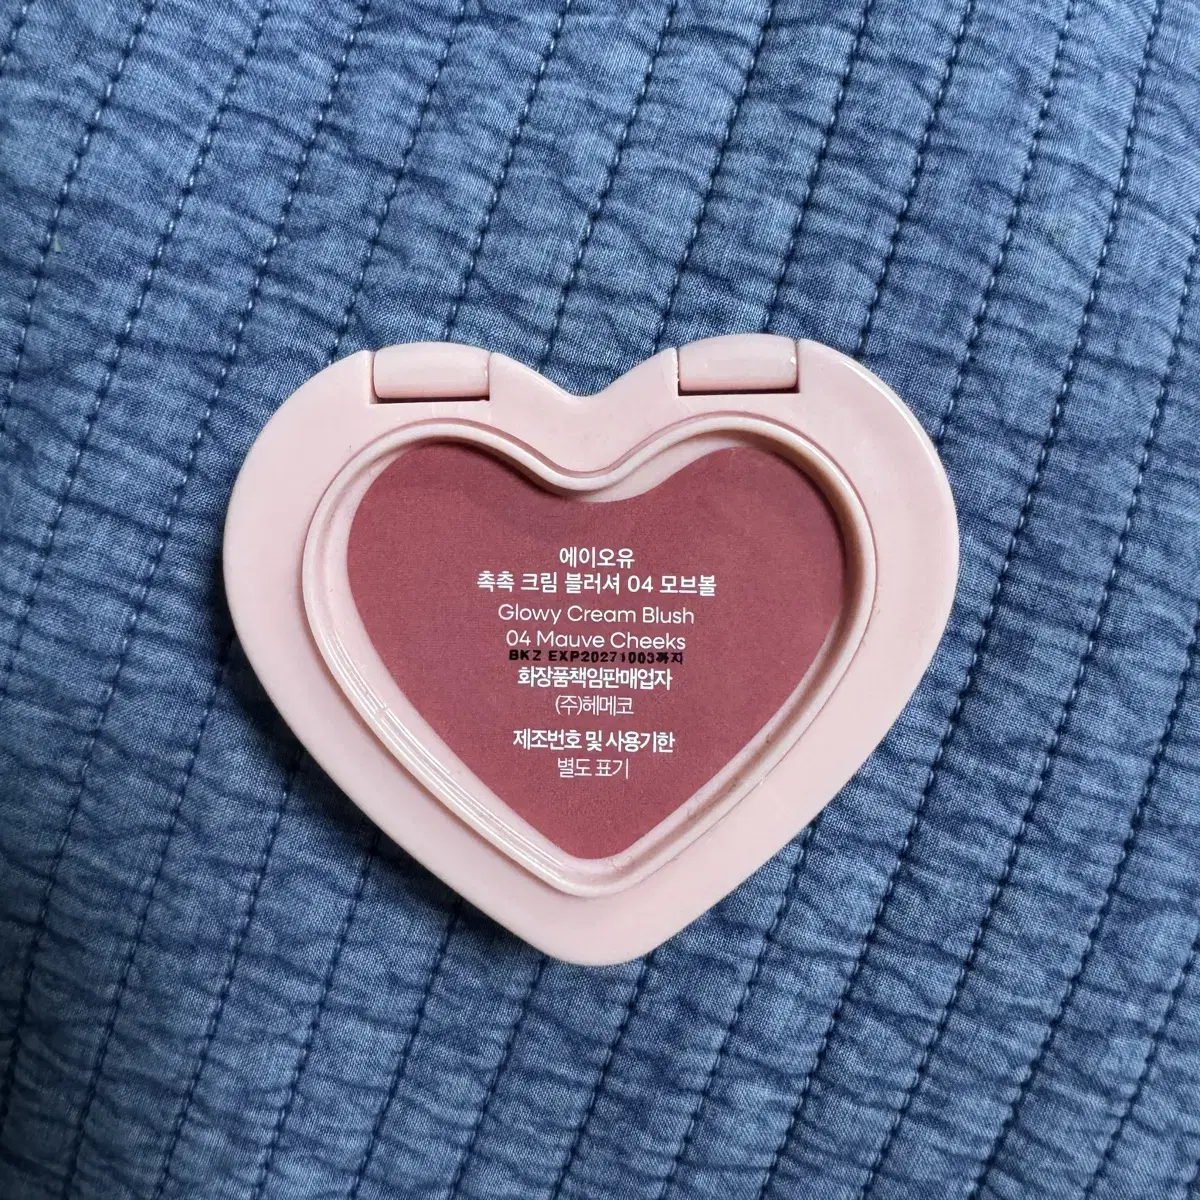 에이오유
촉촉 크림 블러셔 04 모브볼
Glowy Cream Blush
04 Mauve Cheeks
BKZ EXP20271003까지
화장품책임판매업자
(주)헤메코
제조번호 및 사용기한
별도 표기